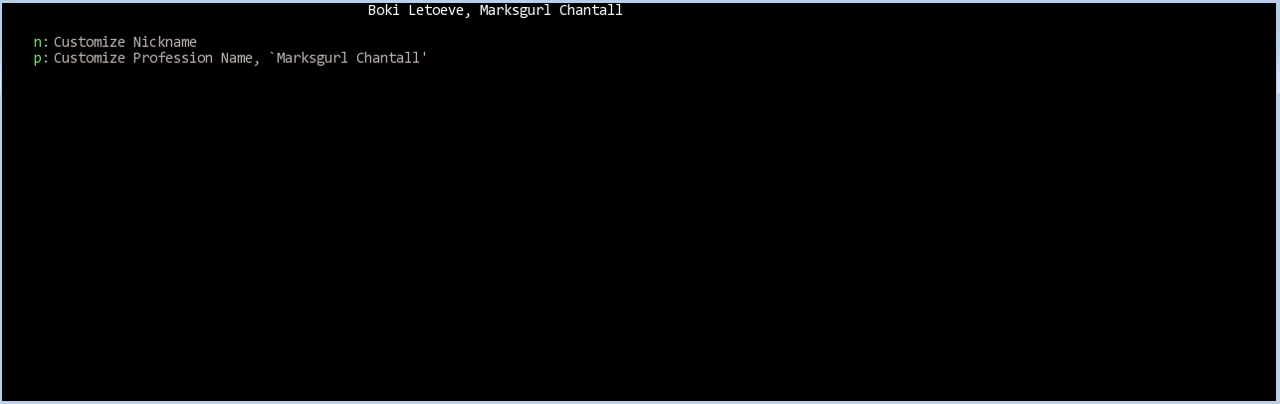 Boki Letoeve, Marksgurl Chantall
n: Customize Nickname
p: Customize Profession Name, `Marksgurl Chantall'